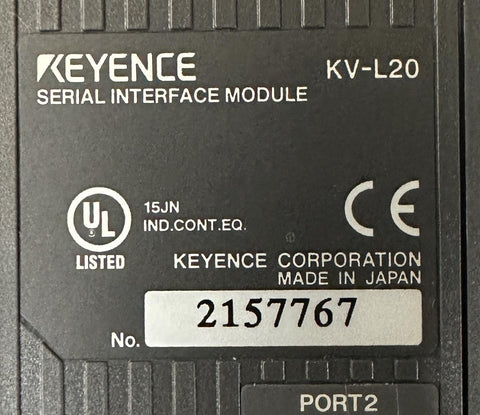 KEYENCE KV-L20
SERIAL INTERFACE MODULE
UL 15JN
IND.CONT.EQ. CE
LISTED KEYENCE CORPORATION
MADE IN JAPAN
No. 2157767
PORT2